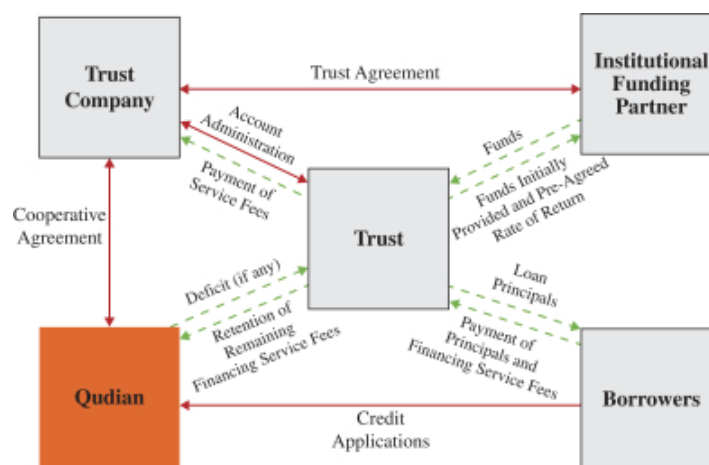 Trust
Company
Trust Agreement
Institutional
Funding
Partner
Account
Administration
Payment of
Service Fees
Funds
Funds Initially
Provided and Pre-Agreed
Rate of Return
Cooperative
Agreement
Trust
Deficit (if any)
Retention of
Remaining
Financing Service Fees
Loan
Principals
Payment of
Principals and
Financing Service Fees
Qudian
Credit
Applications
Borrowers